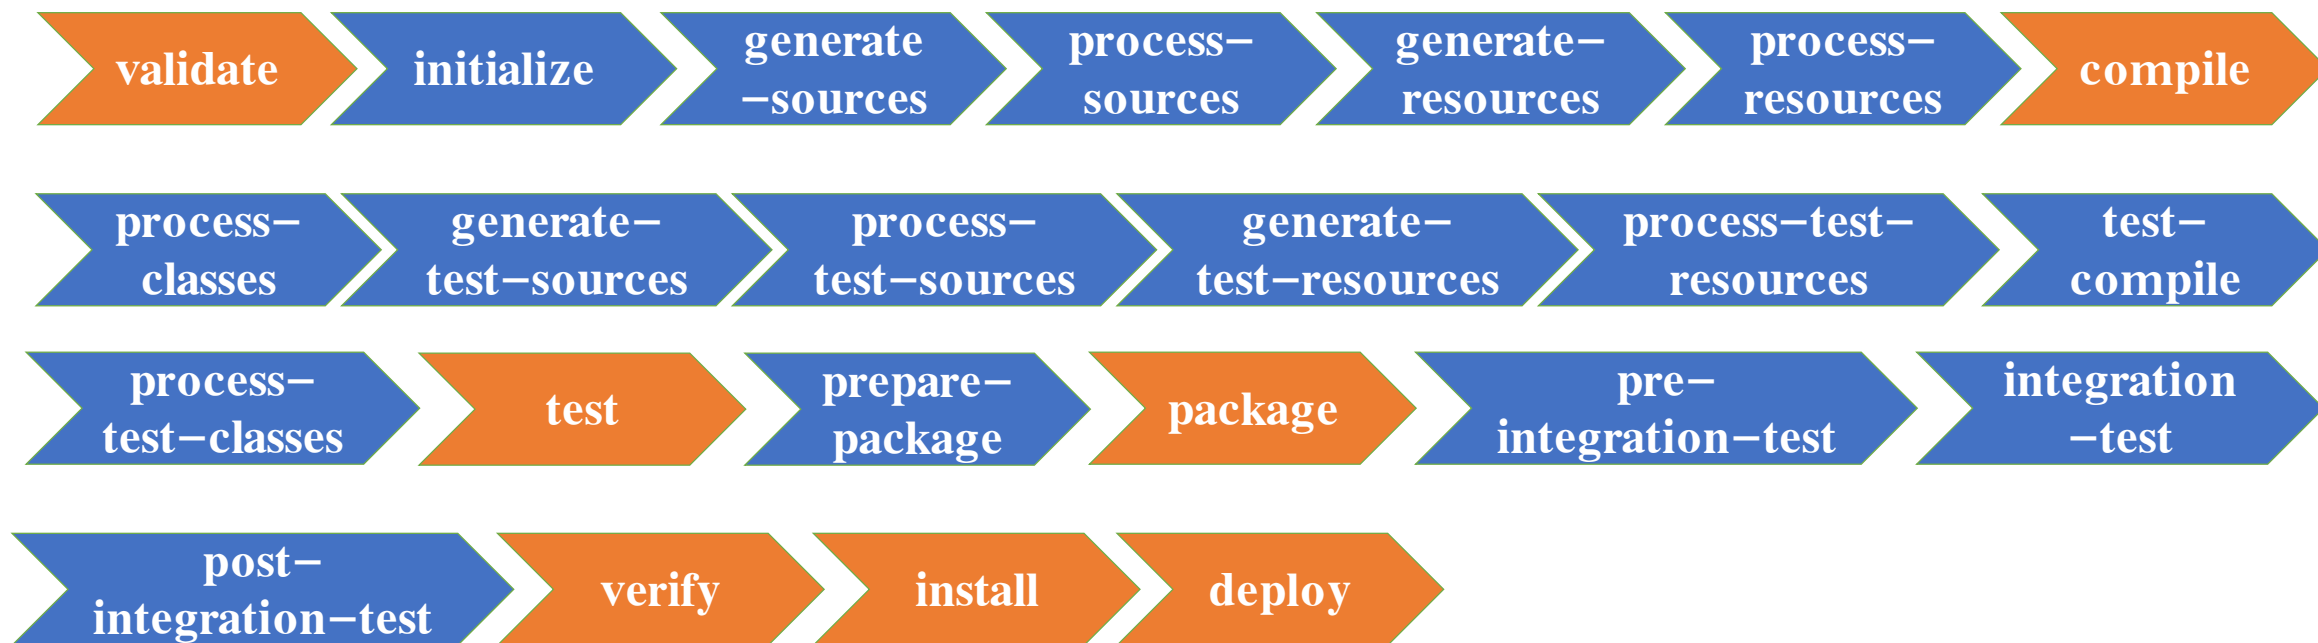 validate
initialize
generate
–sources
process–
sources
generate–
resources
process–
resources
compile
process–
classes
generate–
test–sources
process–
test–sources
generate–
test–resources
process–test–
resources
test–
compile
process–
test–classes
test
prepare–
package
package
pre–
integration–test
integration
–test
post–
integration–test
verify
install
deploy